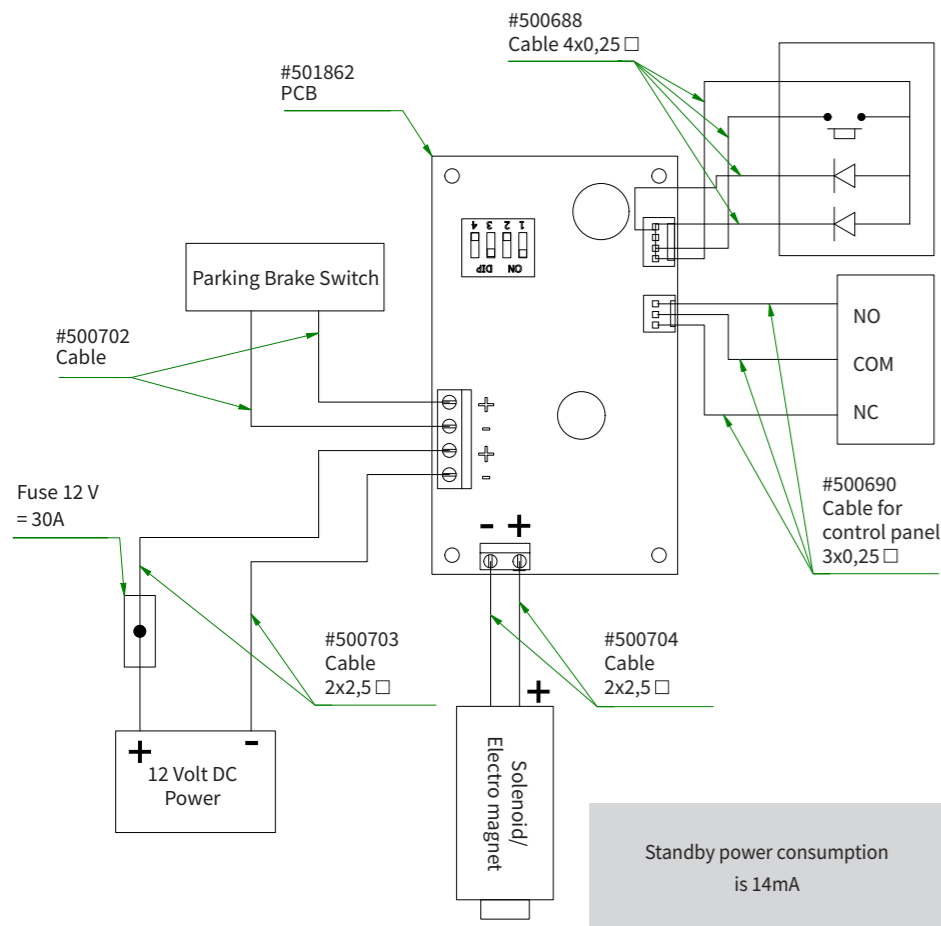 #500688
Cable 4x0,25 □
#501862
PCB
1 2 3 4
ON DIP
Parking Brake Switch
#500702
Cable
+
-
+
-
NO
COM
NC
Fuse 12 V
= 30A
#500690
Cable for
control panel
3x0,25 □
- +
#500703
Cable
2x2,5 □
#500704
Cable
2x2,5 □
+
+ -
12 Volt DC
Power
Solenoid/
Electro magnet
Standby power consumption
is 14mA